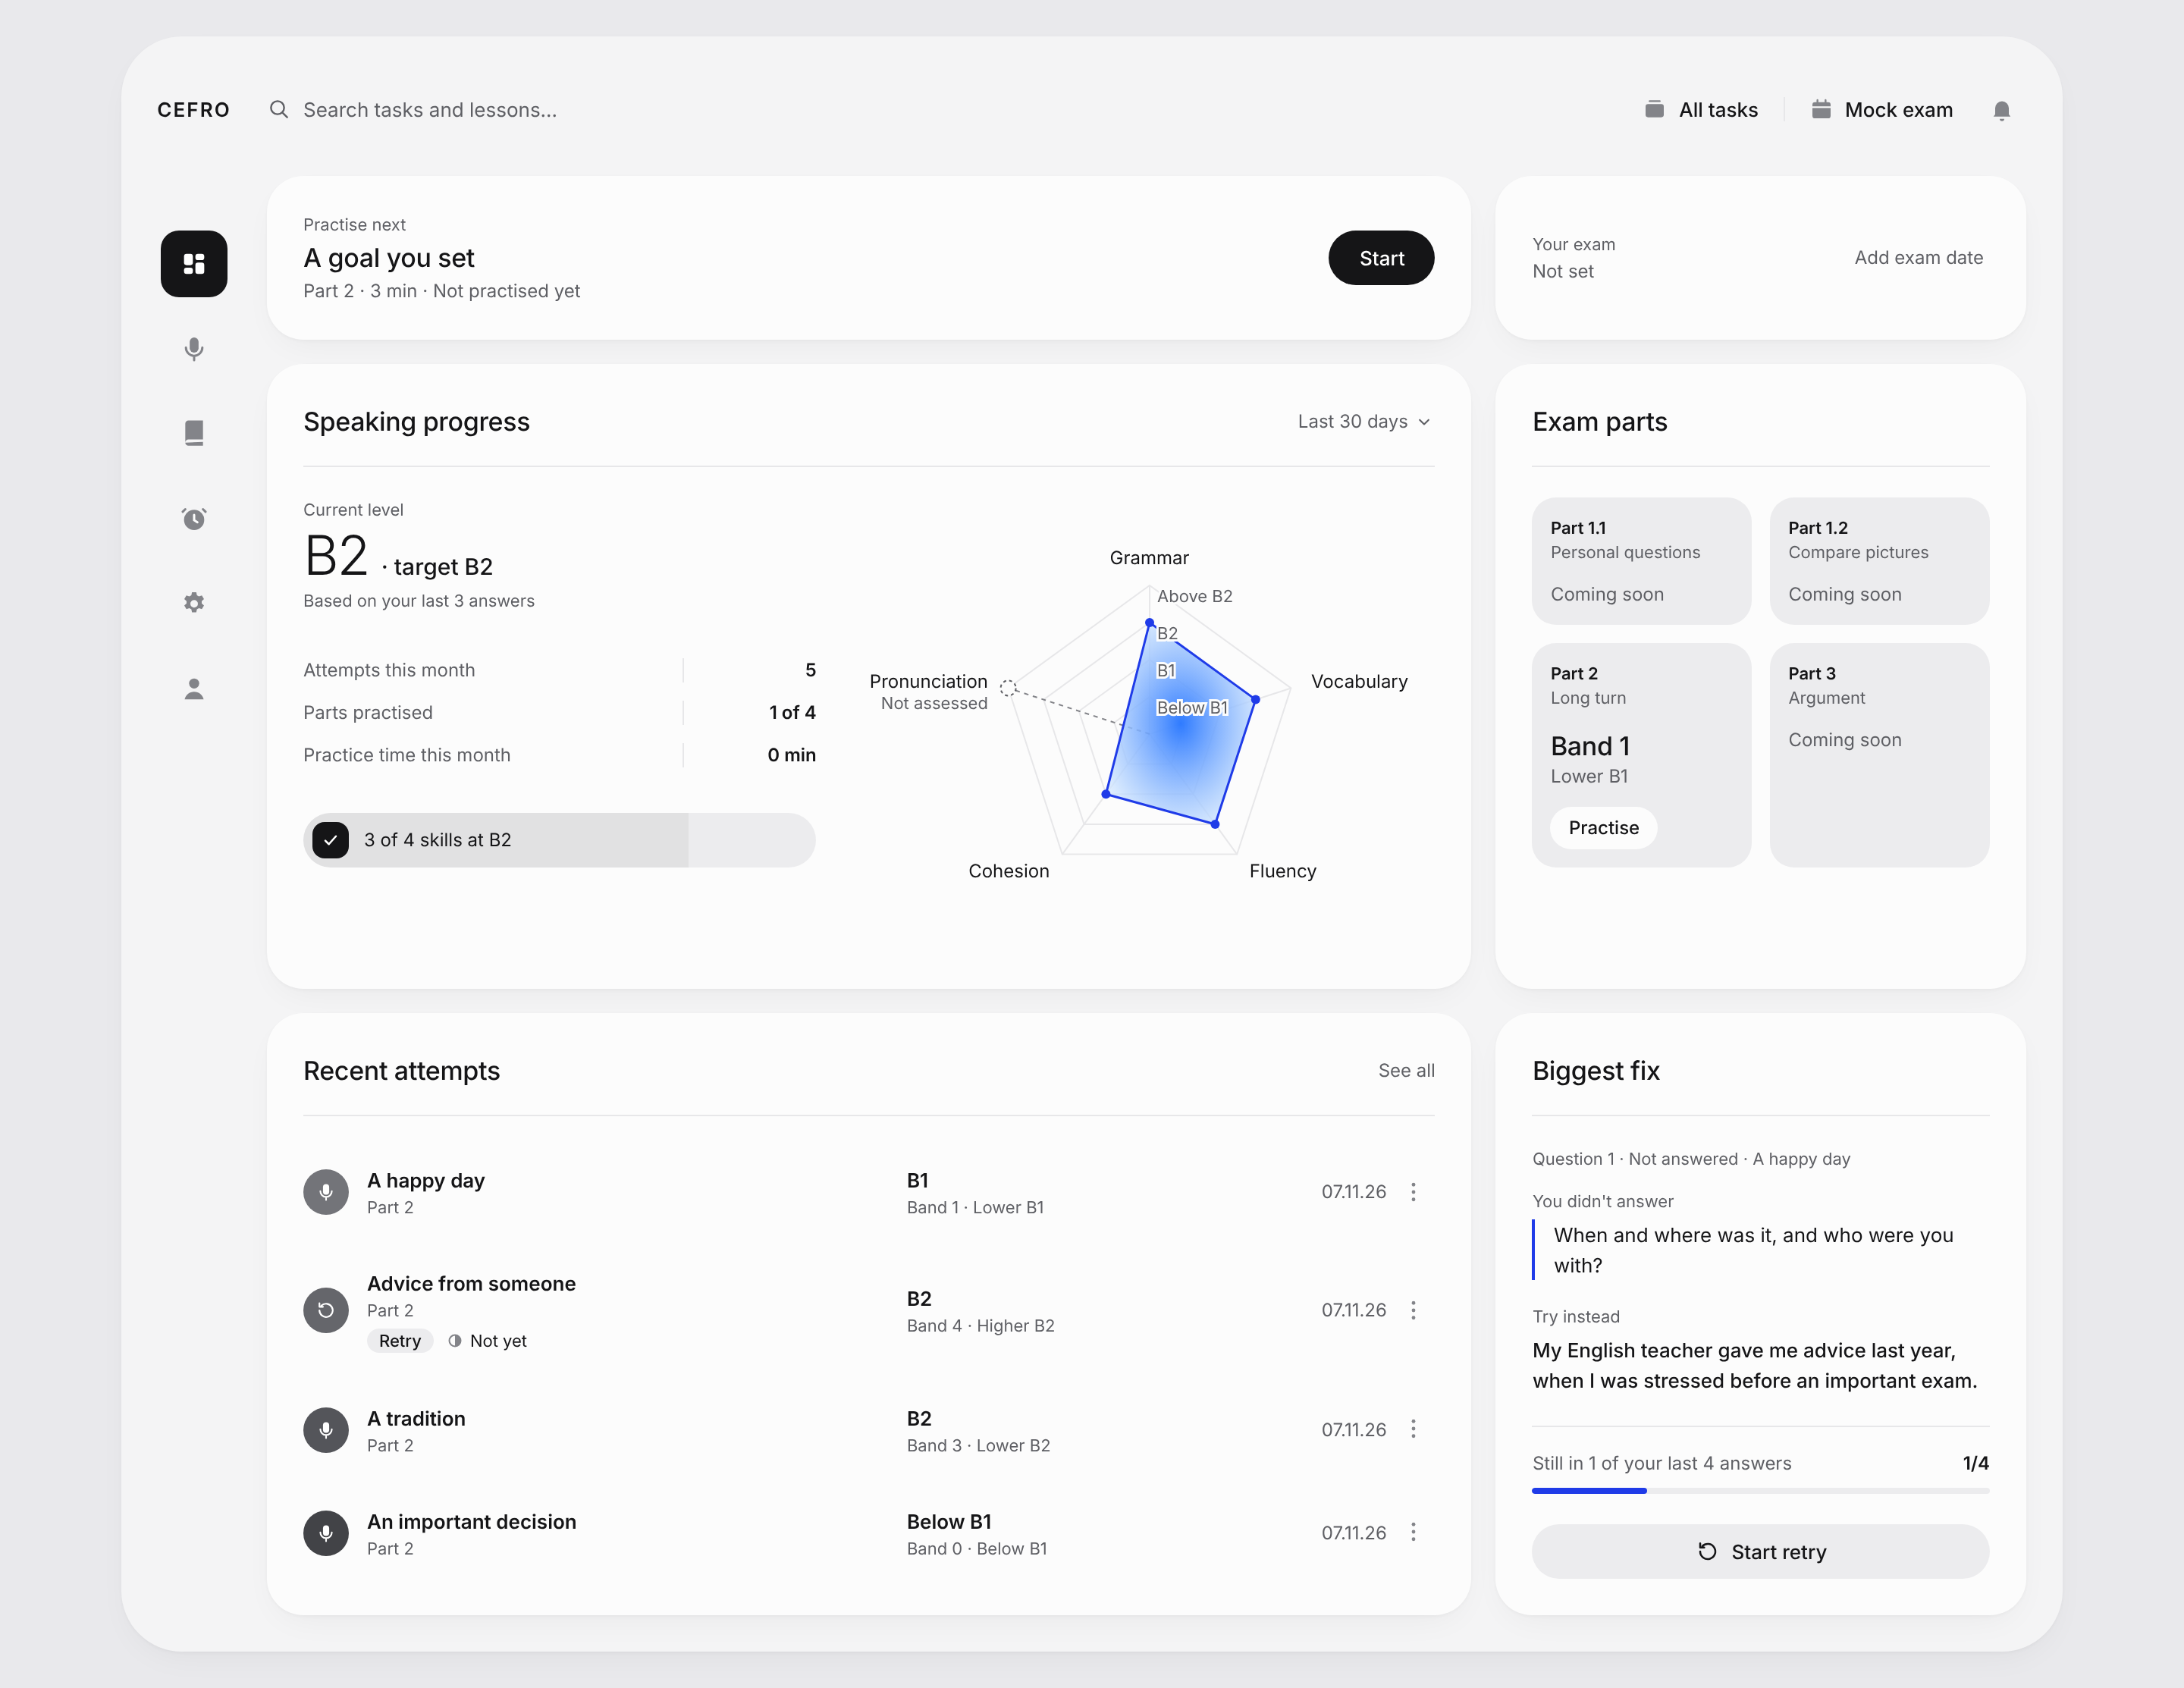 CEFRO
Search tasks and lessons...
All tasks
Mock exam
Practise next
A goal you set
Part 2 · 3 min · Not practised yet
Start
Your exam
Not set
Add exam date
Speaking progress
Last 30 days
Current level
B2 · target B2
Based on your last 3 answers
Attempts this month 5
Parts practised 1 of 4
Practice time this month 0 min
3 of 4 skills at B2
Grammar
Above B2
B2
B1
Below B1
Pronunciation
Not assessed
Vocabulary
Cohesion
Fluency
Exam parts
Part 1.1
Personal questions
Coming soon
Part 1.2
Compare pictures
Coming soon
Part 2
Long turn
Band 1
Lower B1
Practise
Part 3
Argument
Coming soon
Recent attempts
See all
A happy day
Part 2
B1
Band 1 · Lower B1
07.11.26
Advice from someone
Part 2
Retry
Not yet
B2
Band 4 · Higher B2
07.11.26
A tradition
Part 2
B2
Band 3 · Lower B2
07.11.26
An important decision
Part 2
Below B1
Band 0 · Below B1
07.11.26
Biggest fix
Question 1 · Not answered · A happy day
You didn't answer
When and where was it, and who were you
with?
Try instead
My English teacher gave me advice last year,
when I was stressed before an important exam.
Still in 1 of your last 4 answers 1/4
Start retry